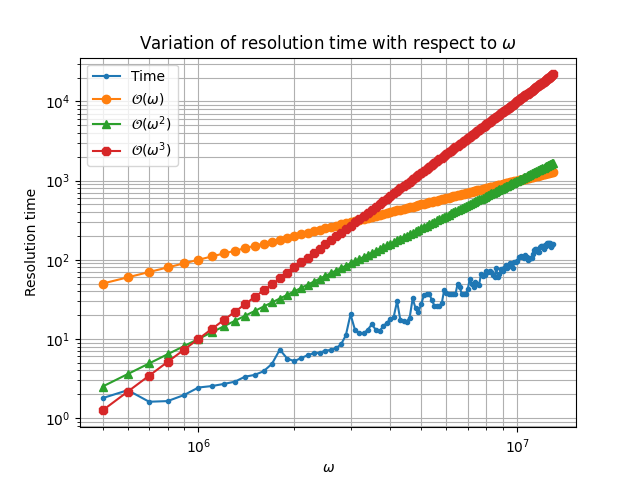 Variation of resolution time with respect to ω
Time
𝒪(ω)
𝒪(ω²)
𝒪(ω³)
Resolution time
10⁴
10³
10²
10¹
10⁰
10⁶
10⁷
ω